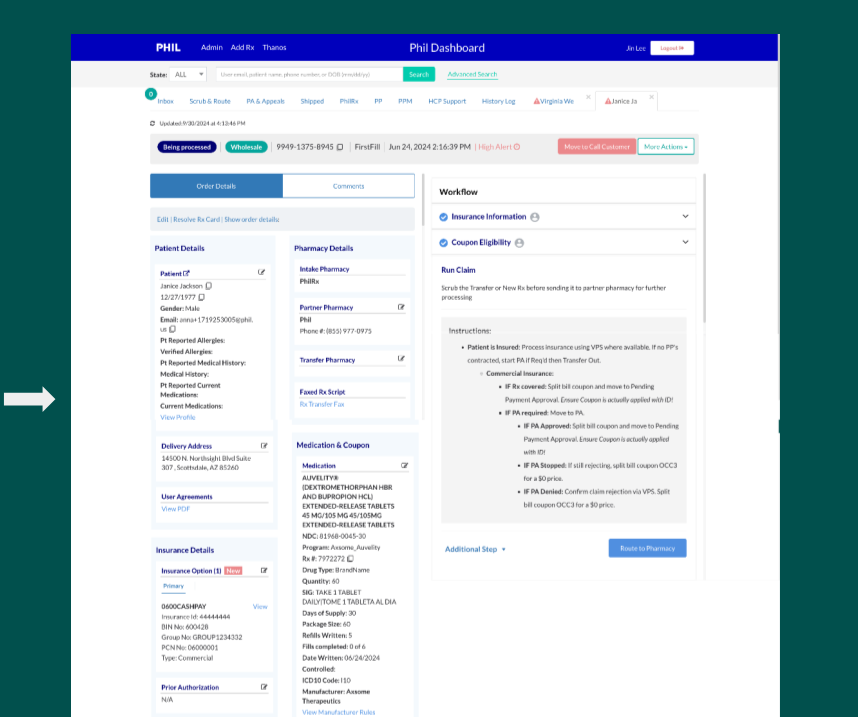 PHIL Admin Add Rx Thanos Phil Dashboard Jin Lee Logout
State: ALL User email, patient name, phone number, or DOB (mm/dd/yy) Search Advanced Search
0
Inbox Scrub & Route PA & Appeals Shipped PhilRx PP PPM HCP Support History Log Virginia We × Janice Ja ×
Updated:9/30/2024 at 4:13:46 PM
Being processed Wholesale 9949-1375-8945 FirstFill Jun 24, 2024 2:16:39 PM High Alert Move to Call Customer More Actions
Order Details Comments
Edit | Resolve Rx Card | Show order details
Patient Details
Patient
Janice Jackson
12/27/1977
Gender: Male
Email: anna+1719253005@phil.
us
Pt Reported Allergies:
Verified Allergies:
Pt Reported Medical History:
Medical History:
Pt Reported Current
Medications:
Current Medications:
View Profile
Delivery Address
14500 N. Northsight Blvd Suite
307 , Scottsdale, AZ 85260
User Agreements
View PDF
Insurance Details
Insurance Option (1) New
Primary
0600CASHPAY View
Insurance Id: 44444444
BIN No: 600428
Group No: GROUP1234332
PCN No: 06000001
Type: Commercial
Prior Authorization
N/A
Pharmacy Details
Intake Pharmacy
PhilRx
Partner Pharmacy
Phil
Phone #: (855) 977-0975
Transfer Pharmacy
Faxed Rx Script
Rx Transfer Fax
Medication & Coupon
Medication
AUVELITY®
(DEXTROMETHORPHAN HBR
AND BUPROPION HCL)
EXTENDED-RELEASE TABLETS
45 MG/105 MG 45/105MG
EXTENDED-RELEASE TABLETS
NDC: 81968-0045-30
Program: Axsome_Auvelity
Rx #: 7972272
Drug Type: BrandName
Quantity: 60
SIG: TAKE 1 TABLET
DAILY|TOME 1 TABLETA AL DIA
Days of Supply: 30
Package Size: 60
Refills Written: 5
Fills completed: 0 of 6
Date Written: 06/24/2024
Controlled:
ICD10 Code: I10
Manufacturer: Axsome
Therapeutics
View Manufacturer Rules
Workflow
Insurance Information
Coupon Eligibility
Run Claim
Scrub the Transfer or New Rx before sending it to partner pharmacy for further
processing
Instructions:
• Patient is Insured: Process Insurance using VPS where available. If no PP's
contracted, start PA if Req'd then Transfer Out.
◦ Commercial Insurance:
▪ IF Rx covered: Split bill coupon and move to Pending
Payment Approval. Ensure Coupon is actually applied with ID!
▪ IF PA required: Move to PA.
▪ IF PA Approved: Split bill coupon and move to Pending
Payment Approval. Ensure Coupon is actually applied
with ID!
▪ IF PA Stopped: If still rejecting, split bill coupon OCC3
for a $0 price.
▪ IF PA Denied: Confirm claim rejection via VPS. Split
bill coupon OCC3 for a $0 price.
Additional Step Route to Pharmacy